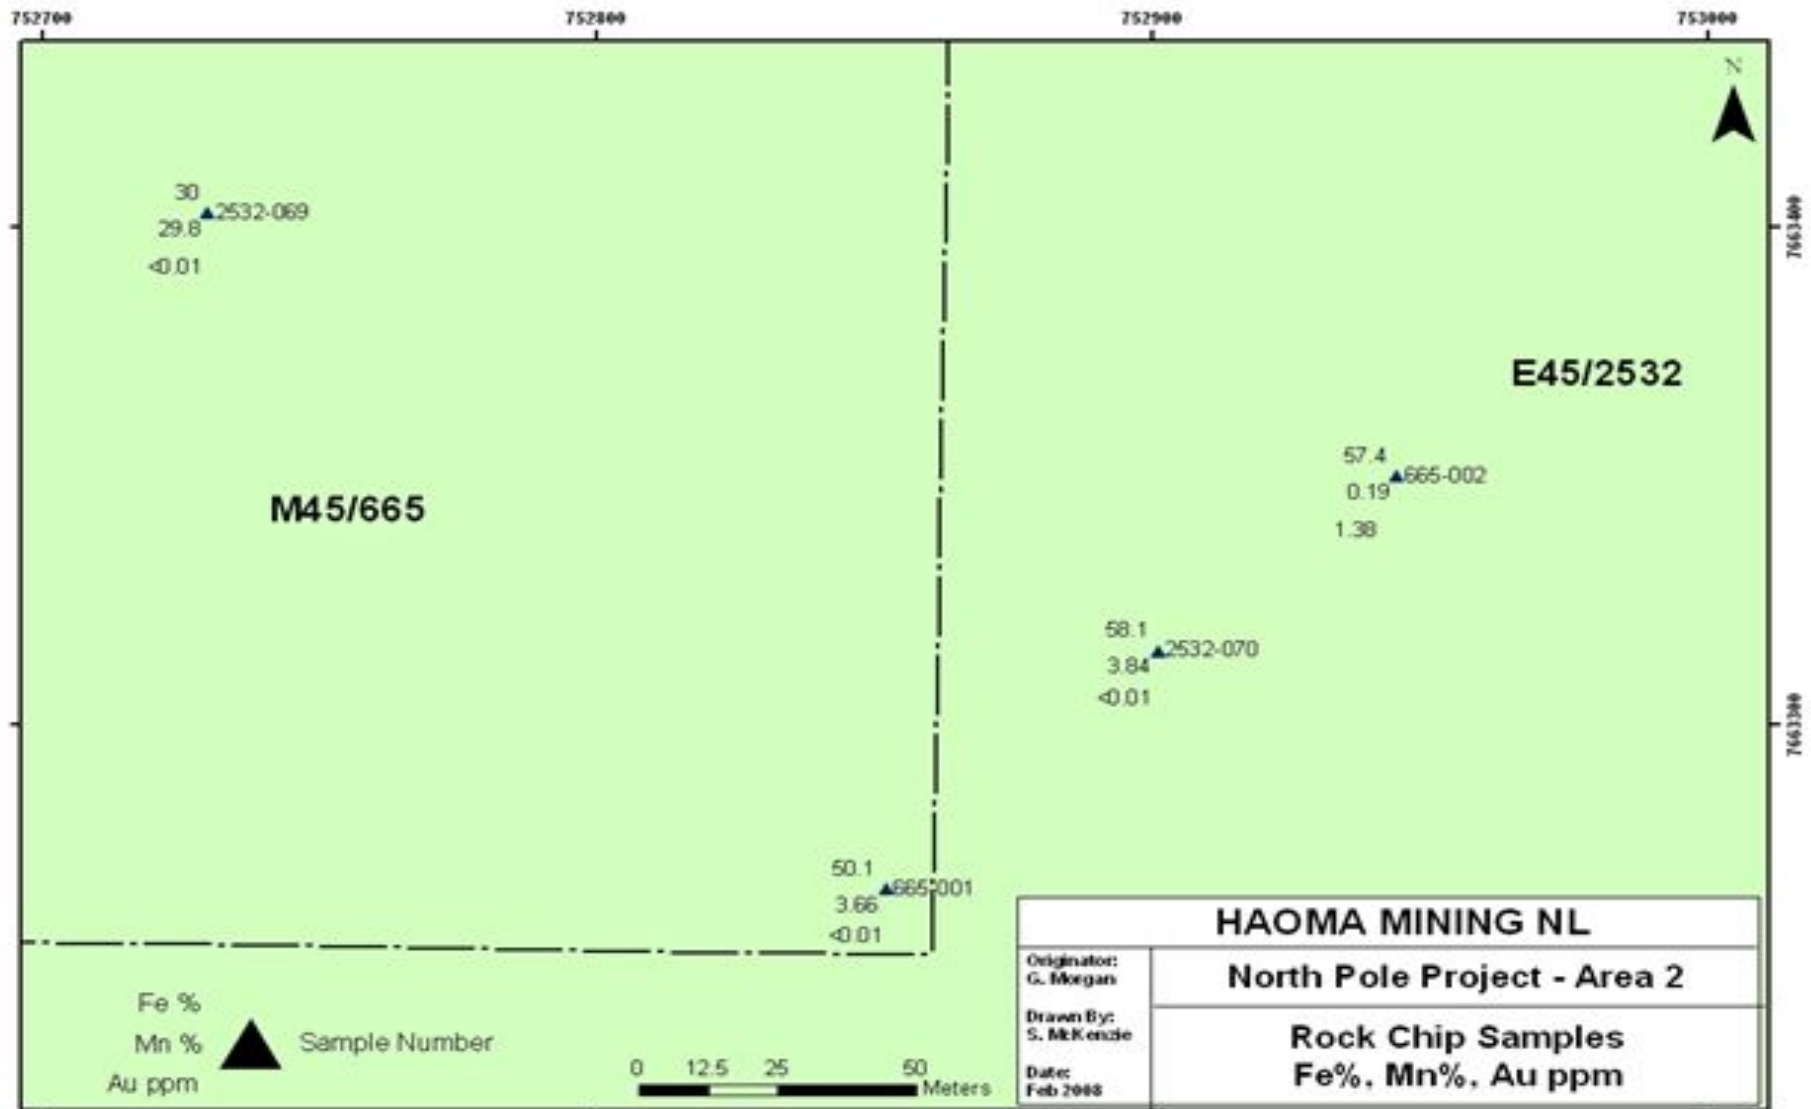 752700 752800 752900 753000
N
30
2532-069
29.8
<0.01
7663400
E45/2532
57.4
665-002
0.19
1.38
M45/665
58.1
2532-070
3.84
<0.01
7663300
50.1
665-001
3.66
<0.01
Fe %
Mn %
Au ppm
Sample Number
0 12.5 25 50
Meters
HAOMA MINING NL
Originator:
G. Morgan
Drawn By:
S. McKenzie
Date:
Feb 2008
North Pole Project - Area 2
Rock Chip Samples
Fe%, Mn%, Au ppm